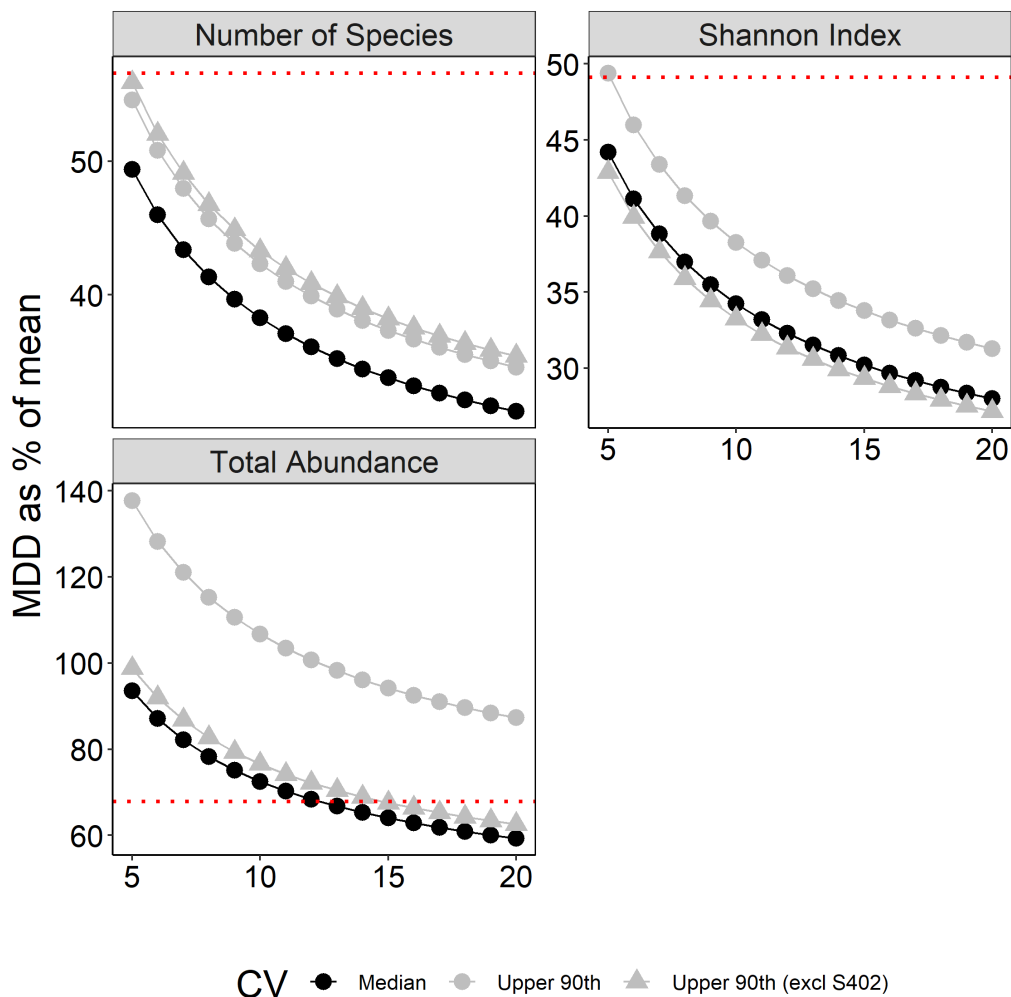 Number of Species
Shannon Index
MDD as % of mean
50
40
50
45
40
35
30
5 10 15 20
Total Abundance
140
120
100
80
60
5 10 15 20
CV Median Upper 90th Upper 90th (excl S402)